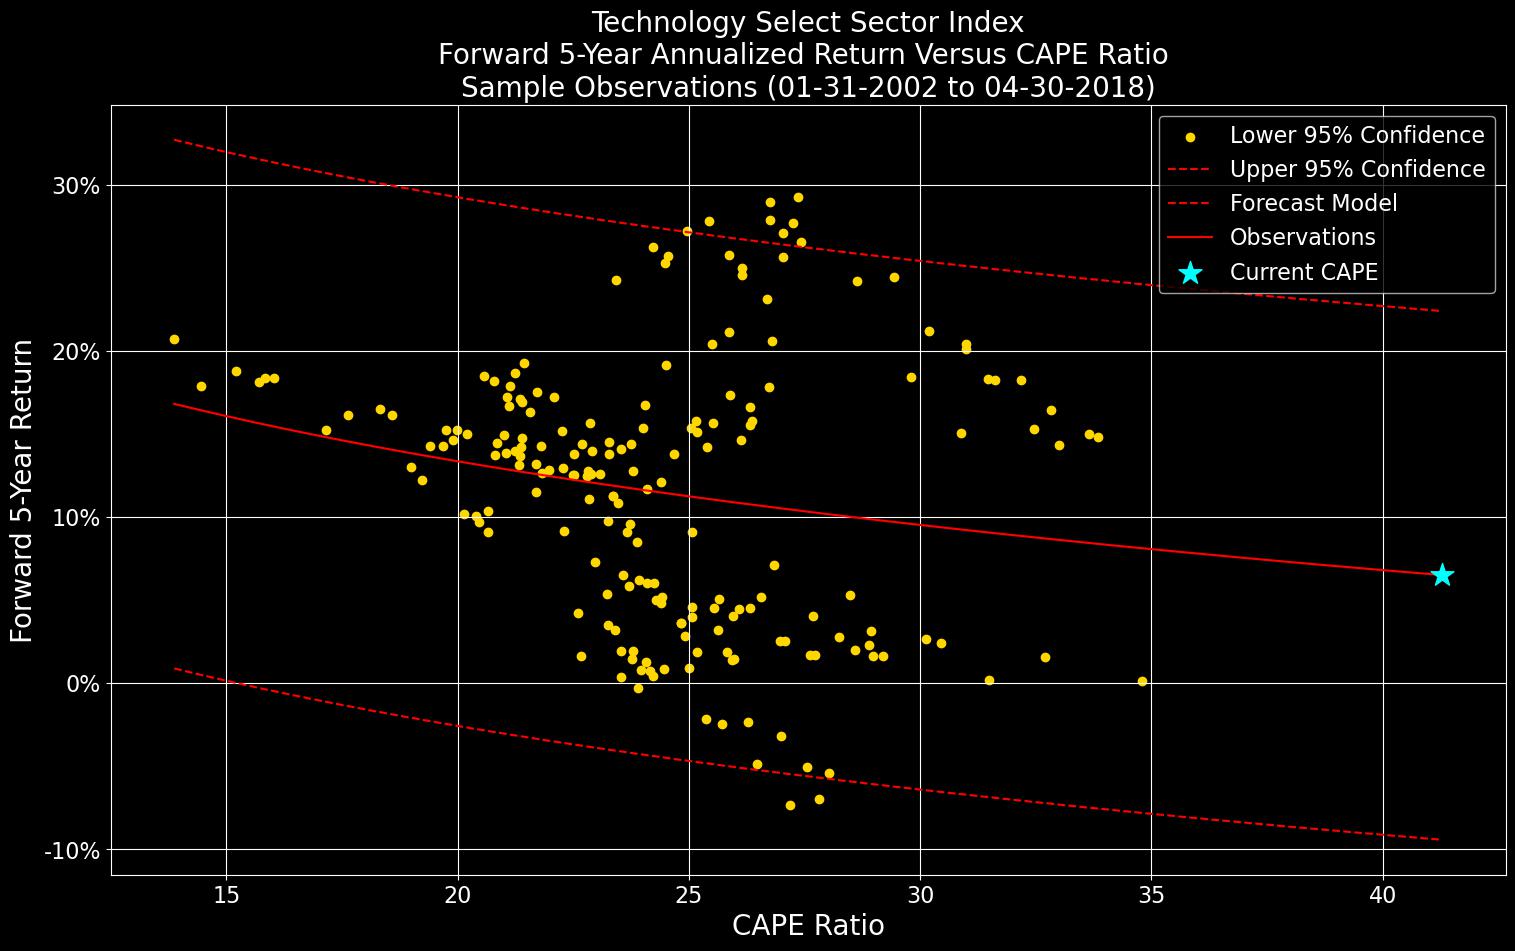 Technology Select Sector Index
Forward 5-Year Annualized Return Versus CAPE Ratio
Sample Observations (01-31-2002 to 04-30-2018)
Lower 95% Confidence
Upper 95% Confidence
Forecast Model
Observations
Current CAPE
Forward 5-Year Return
30%
20%
10%
0%
-10%
15 20 25 30 35 40
CAPE Ratio